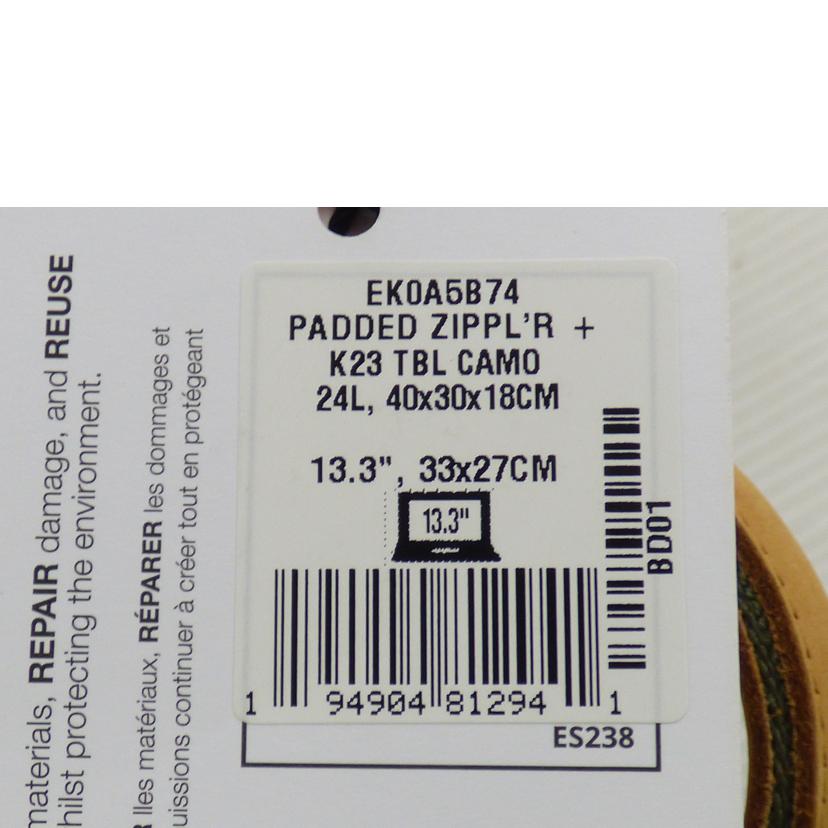 EK0A5B74
PADDED ZIPPL'R +
K23 TBL CAMO
24L, 40x30x18CM
13.3", 33x27CM
13.3"
BD01
1 94904 81294 1
ES238
materials, REPAIR damage, and REUSE
hilst protecting the environment.
R lles matériaux, RÉPARER les dommages et
uissions continuer à créer tout en protégeant